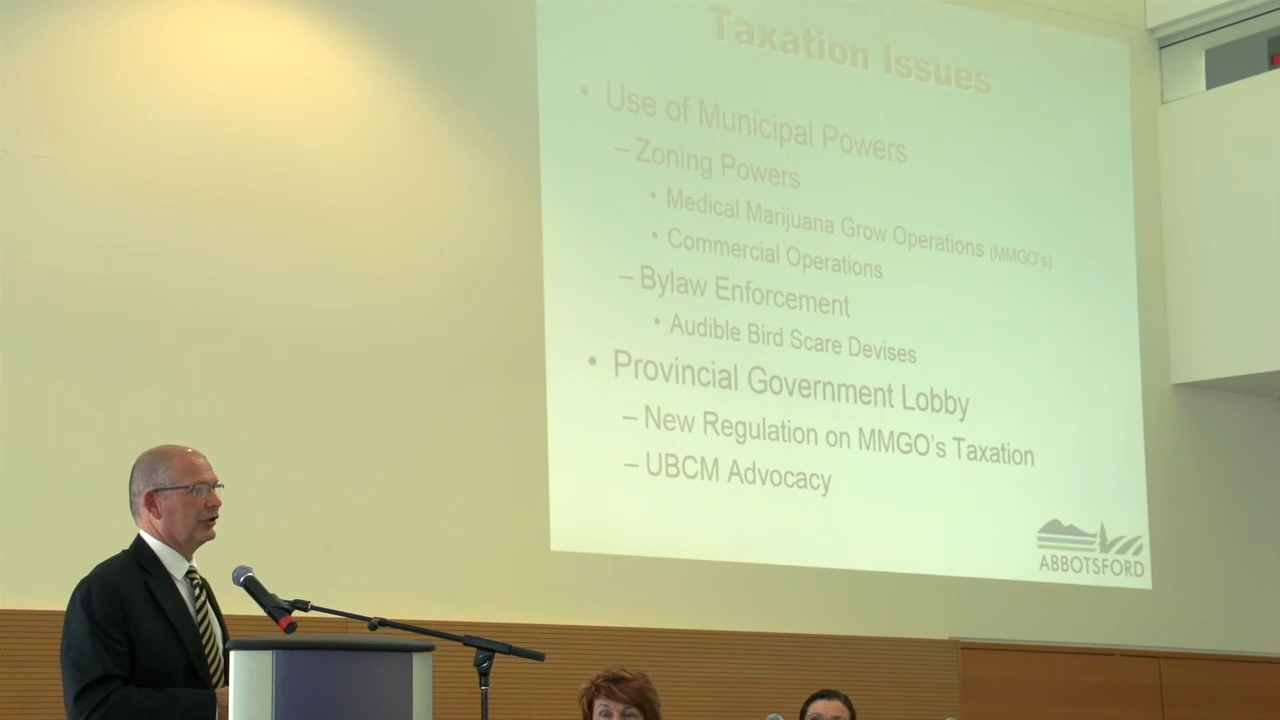 Taxation Issues
• Use of Municipal Powers
– Zoning Powers
• Medical Marijuana Grow Operations (MMGO's)
• Commercial Operations
– Bylaw Enforcement
• Audible Bird Scare Devises
• Provincial Government Lobby
– New Regulation on MMGO's Taxation
– UBCM Advocacy
ABBOTSFORD